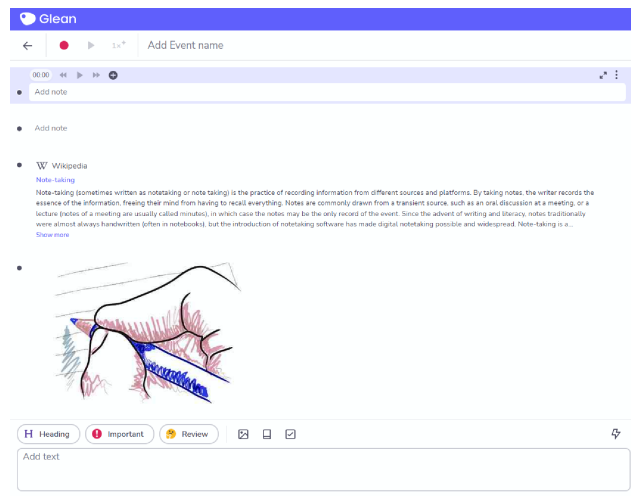 Glean
1x+ Add Event name
00:00
Add note
Add note
W Wikipedia
Note-taking
Note-taking (sometimes written as notetaking or note taking) is the practice of recording information from different sources and platforms. By taking notes, the writer records the
essence of the information, freeing their mind from having to recall everything. Notes are commonly drawn from a transient source, such as an oral discussion at a meeting, or a
lecture (notes of a meeting are usually called minutes), in which case the notes may be the only record of the event. Since the advent of writing and literacy, notes traditionally
were almost always handwritten (often in notebooks), but the introduction of notetaking software has made digital notetaking possible and widespread. Note-taking is a...
Show more
H Heading Important Review
Add text